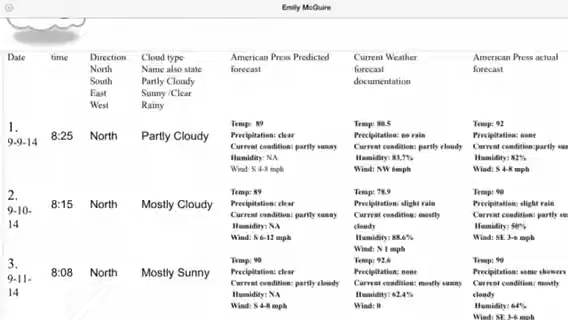 Emily McGuire
Date time Direction Cloud type American Press Predicted Current Weather American Press actual
North Name also state forecast forecast forecast
South Partly Cloudy documentation
East Sunny /Clear
West Rainy
1. Temp: 89 Temp: 80.5 Temp: 92
9-9-14 8:25 North Partly Cloudy Precipitation: clear Precipitation: no rain Precipitation: none
Current condition: partly sunny Current condition: partly cloudy Current condition:partly
Humidity: NA Humidity: 83.7% Humidity: 82%
Wind: S 4-8 mph Wind: NW 6mph Wind: S 4-8 mph
2. Temp: 89 Temp: 78.9 Temp: 90
9-10-14 8:15 North Mostly Cloudy Precipitation: clear Precipitation: slight rain Precipitation: slight rain
Current condition: partly sunny Current condition: mostly cloudy Current condition: partly
Humidity: NA Humidity: 88.6% Humidity: 50%
Wind: S 6-12 mph Wind: N 1 mph Wind: SE 3-6 mph
3. Temp: 90 Temp: 92.6 Temp: 90
9-11-14 8:08 North Mostly Sunny Precipitation: clear Precipitation: none Precipitation: some showers
Current condition: partly cloudy Current condition: mostly sunny Current condition: mostly cloudy
Humidity: NA Humidity: 62.4% Humidity: 64%
Wind: S 4-8 mph Wind: 0 Wind: SE 3-6 mph